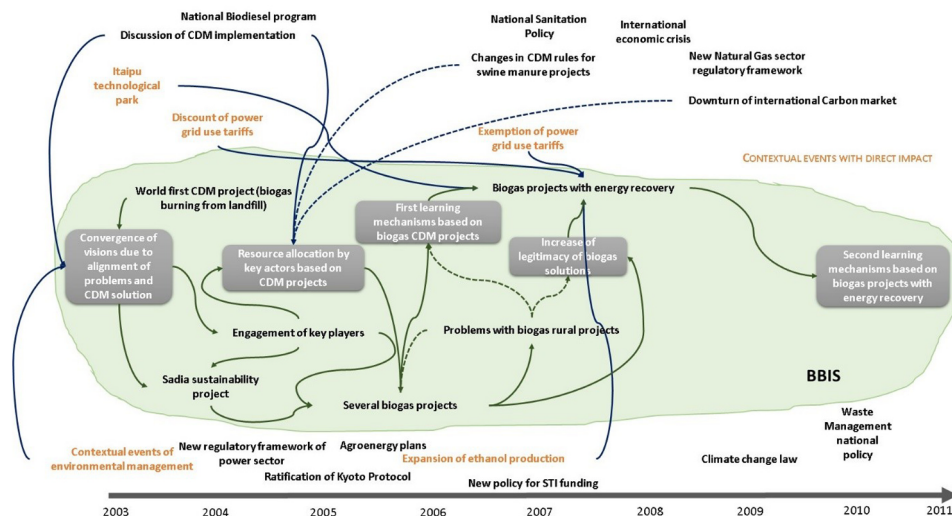 National Biodiesel program
Discussion of CDM implementation
National Sanitation
Policy
International
economic crisis
Changes in CDM rules for
swine manure projects
New Natural Gas sector
regulatory framework
Itaipu
technological
park
Downturn of international Carbon market
Discount of power
grid use tariffs
Exemption of power
grid use tariffs
CONTEXTUAL EVENTS WITH DIRECT IMPACT
World first CDM project (biogas
burning from landfill)
Biogas projects with energy recovery
First learning
mechanisms based on
biogas CDM projects
Convergence of
visions due to
alignment of
problems and CDM
solution
Resource allocation by
key actors based on
CDM projects
Increase of
legitimacy of biogas
solutions
Second learning
mechanisms based on
biogas projects with
energy recovery
Engagement of key players
Problems with biogas rural projects
Sadia sustainability
project
Several biogas projects
BBIS
Waste
Management
national
policy
Contextual events of
environmental management
New regulatory framework of
power sector
Agroenergy plans
Expansion of ethanol production
Climate change law
Ratification of Kyoto Protocol
New policy for STI funding
2003 2004 2005 2006 2007 2008 2009 2010 2011